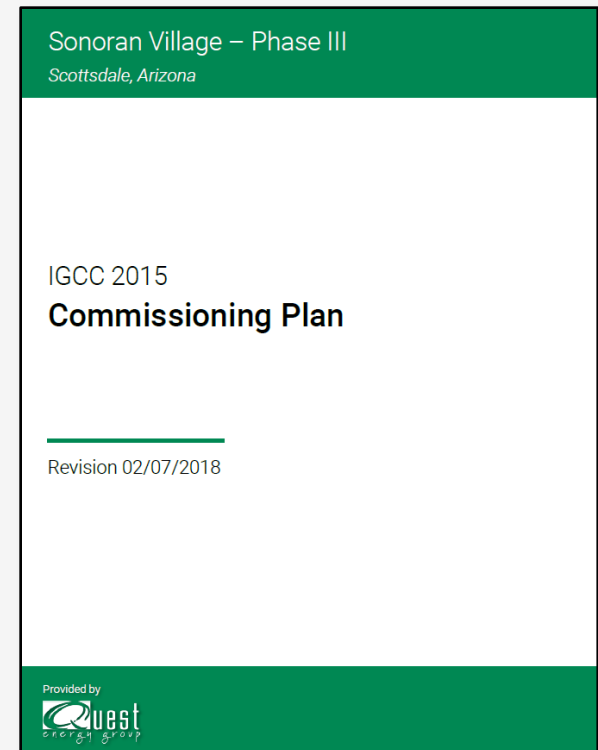 Sonoran Village – Phase III
Scottsdale, Arizona
IGCC 2015
Commissioning Plan
Revision 02/07/2018
Provided by
Quest
energy group